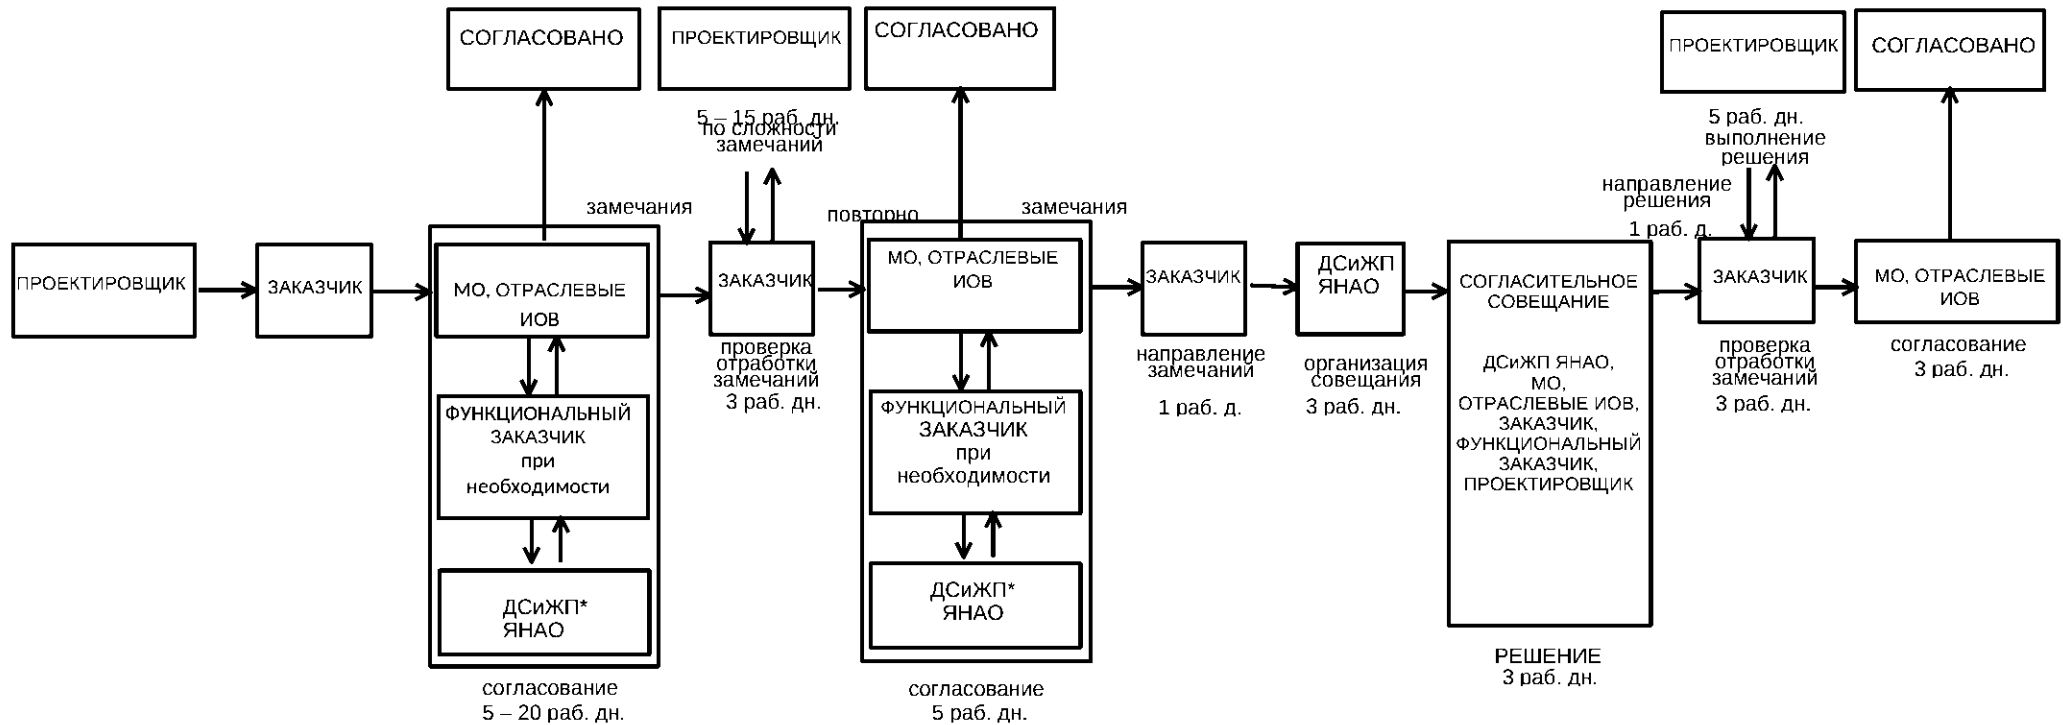 СОГЛАСОВАНО
ПРОЕКТИРОВЩИК
5 – 15 раб. дн.
по сложности
замечаний
СОГЛАСОВАНО
ПРОЕКТИРОВЩИК
5 раб. дн.
выполнение
решения
СОГЛАСОВАНО
направление
решения
1 раб. д.
замечания
повторно
замечания
ПРОЕКТИРОВЩИК
ЗАКАЗЧИК
МО, ОТРАСЛЕВЫЕ
ИОВ
ФУНКЦИОНАЛЬНЫЙ
ЗАКАЗЧИК
при
необходимости
ДСиЖП*
ЯНАО
согласование
5 – 20 раб. дн.
ЗАКАЗЧИК
проверка
отработки
замечаний
3 раб. дн.
МО, ОТРАСЛЕВЫЕ
ИОВ
ФУНКЦИОНАЛЬНЫЙ
ЗАКАЗЧИК
при
необходимости
ДСиЖП*
ЯНАО
согласование
5 раб. дн.
ЗАКАЗЧИК
направление
замечаний
1 раб. д.
ДСиЖП
ЯНАО
организация
совещания
3 раб. дн.
СОГЛАСИТЕЛЬНОЕ
СОВЕЩАНИЕ
ДСиЖП ЯНАО,
МО,
ОТРАСЛЕВЫЕ ИОВ,
ЗАКАЗЧИК,
ФУНКЦИОНАЛЬНЫЙ
ЗАКАЗЧИК,
ПРОЕКТИРОВЩИК
РЕШЕНИЕ
3 раб. дн.
ЗАКАЗЧИК
проверка
отработки
замечаний
3 раб. дн.
МО, ОТРАСЛЕВЫЕ
ИОВ
согласование
3 раб. дн.